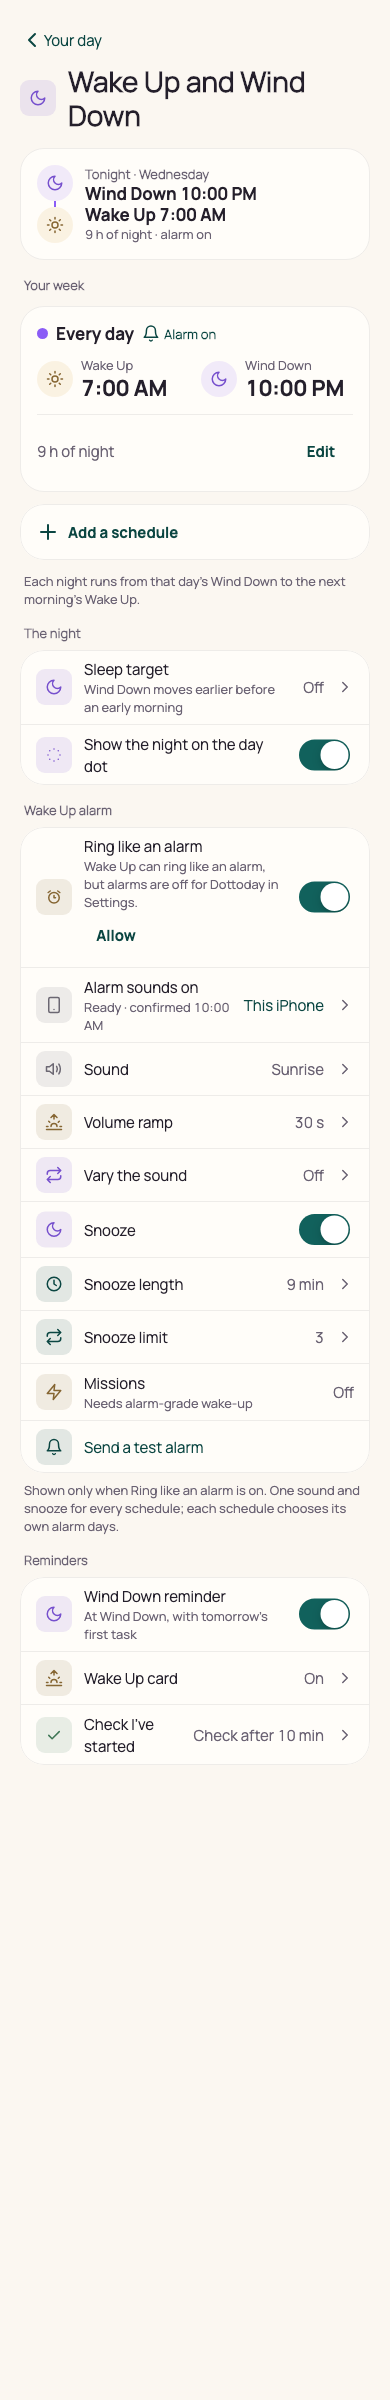 Your day
Wake Up and Wind
Down
Tonight · Wednesday
Wind Down 10:00 PM
Wake Up 7:00 AM
9 h of night · alarm on
Your week
Every day
Alarm on
Wake Up
7:00 AM
Wind Down
10:00 PM
9 h of night
Edit
Add a schedule
Each night runs from that day's Wind Down to the next
morning's Wake Up.
The night
Sleep target
Wind Down moves earlier before
an early morning
Off
Show the night on the day
dot
Wake Up alarm
Ring like an alarm
Wake Up can ring like an alarm,
but alarms are off for Dottoday in
Settings.
Allow
Alarm sounds on
Ready · confirmed 10:00
AM
This iPhone
Sound
Sunrise
Volume ramp
30 s
Vary the sound
Off
Snooze
Snooze length
9 min
Snooze limit
3
Missions
Needs alarm-grade wake-up
Off
Send a test alarm
Shown only when Ring like an alarm is on. One sound and
snooze for every schedule; each schedule chooses its
own alarm days.
Reminders
Wind Down reminder
At Wind Down, with tomorrow's
first task
Wake Up card
On
Check I've
started
Check after 10 min